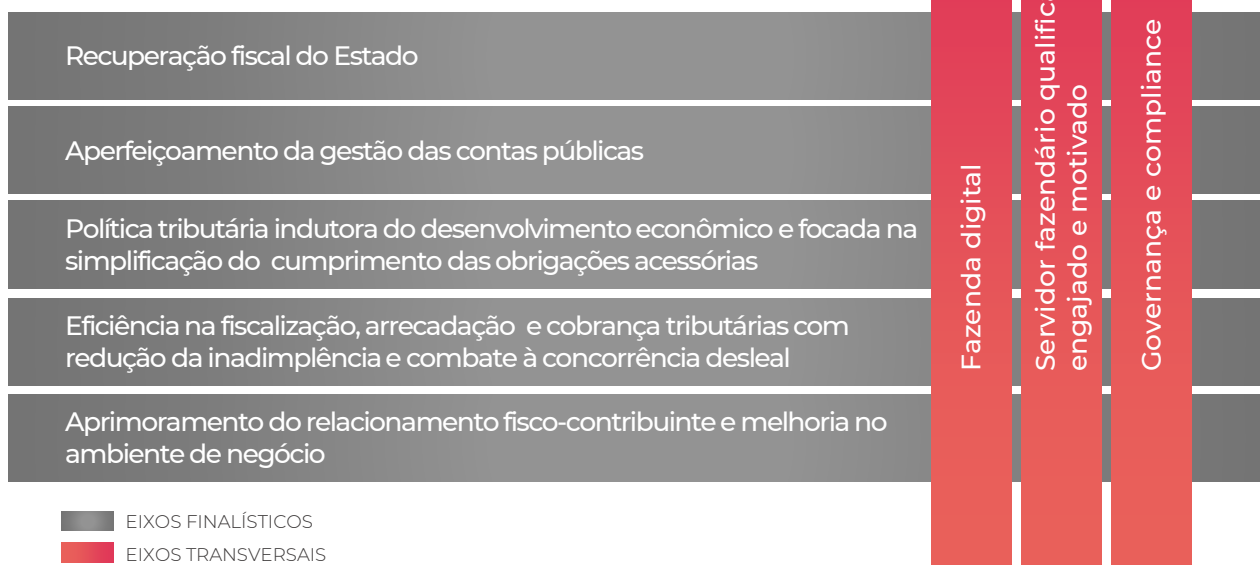 Recuperação fiscal do Estado
Aperfeiçoamento da gestão das contas públicas
Política tributária indutora do desenvolvimento econômico e focada na
simplificação do cumprimento das obrigações acessórias
Eficiência na fiscalização, arrecadação e cobrança tributárias com
redução da inadimplência e combate à concorrência desleal
Aprimoramento do relacionamento fisco-contribuinte e melhoria no
ambiente de negócio
Fazenda digital
Servidor fazendário
engajado e motivado
Governança e compliance
EIXOS FINALÍSTICOS
EIXOS TRANSVERSAIS